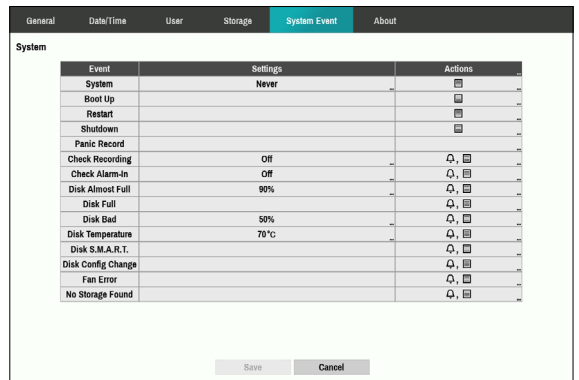 General Date/Time User Storage System Event About
System
Event Settings Actions ...
System Never ...
Boot Up ...
Restart ...
Shutdown ...
Panic Record ...
Check Recording Off ... , ...
Check Alarm-In Off ... , ...
Disk Almost Full 90% ... , ...
Disk Full , ...
Disk Bad 50% ... , ...
Disk Temperature 70°C ... , ...
Disk S.M.A.R.T. , ...
Disk Config Change , ...
Fan Error , ...
No Storage Found , ...
Save Cancel